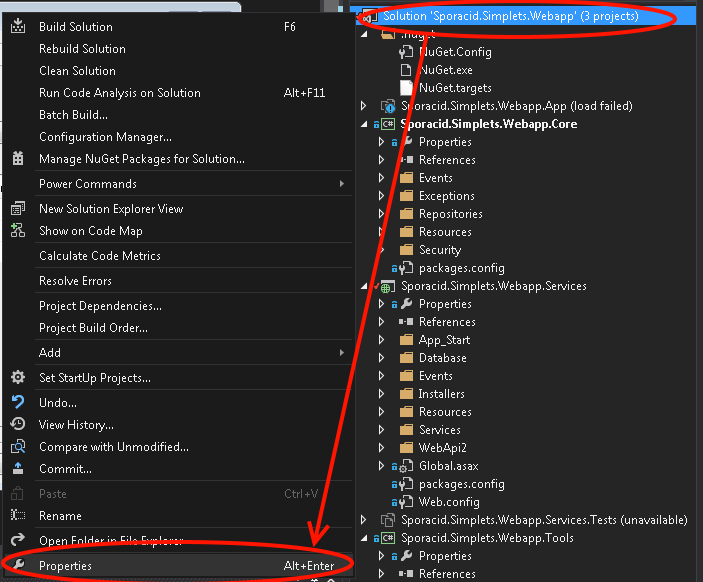 Build Solution F6
Rebuild Solution
Clean Solution
Run Code Analysis on Solution Alt+F11
Batch Build...
Configuration Manager...
Manage NuGet Packages for Solution...
Power Commands
New Solution Explorer View
Show on Code Map
Calculate Code Metrics
Resolve Errors
Project Dependencies...
Project Build Order...
Add
Set StartUp Projects...
Undo...
View History...
Compare with Unmodified...
Commit...
Paste Ctrl+V
Rename
Open Folder in File Explorer
Properties Alt+Enter
Solution 'Sporacid.Simplets.Webapp' (3 projects)
.nuget
NuGet.Config
NuGet.exe
NuGet.targets
Sporacid.Simplets.Webapp.App (load failed)
C# Sporacid.Simplets.Webapp.Core
Properties
References
Events
Exceptions
Repositories
Resources
Security
packages.config
Sporacid.Simplets.Webapp.Services
Properties
References
App_Start
Database
Events
Installers
Resources
Services
WebApi2
Global.asax
packages.config
Web.config
Sporacid.Simplets.Webapp.Services.Tests (unavailable)
C# Sporacid.Simplets.Webapp.Tools
Properties
References